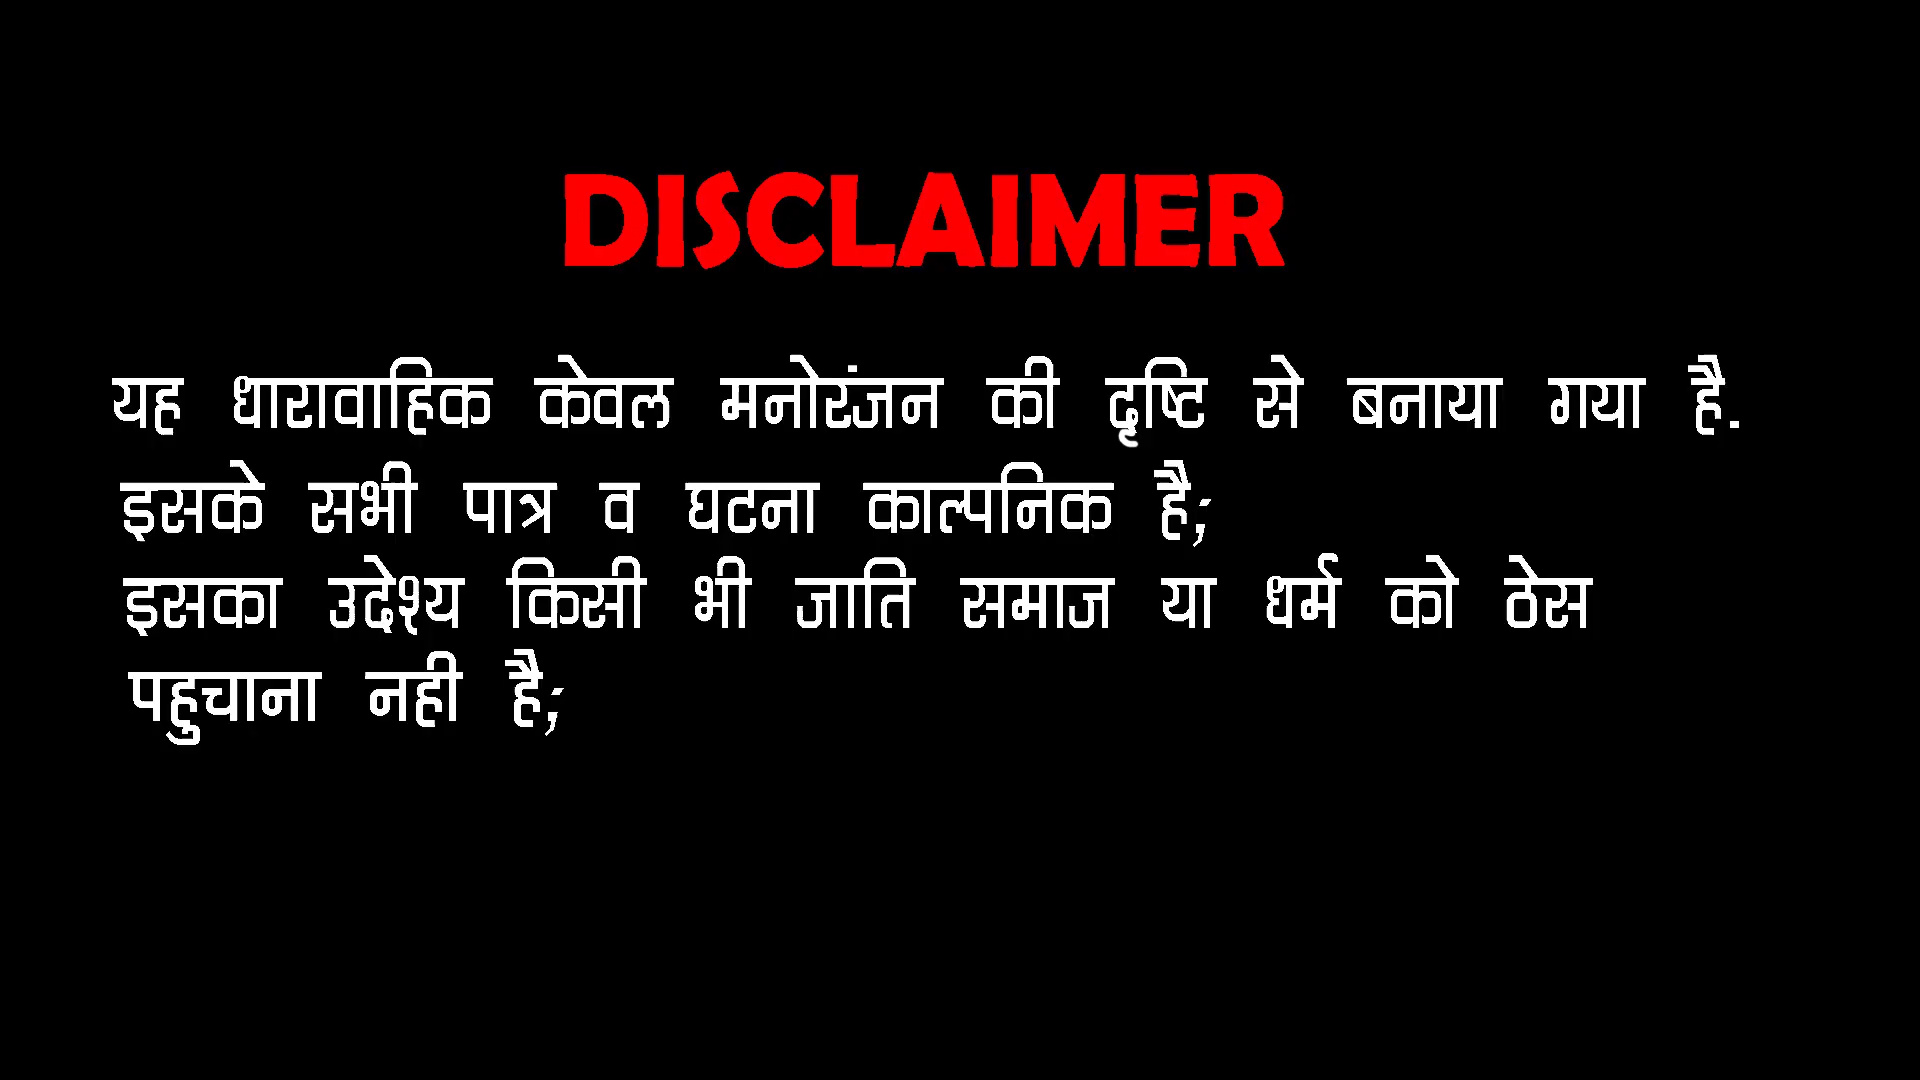 DISCLAIMER
यह धारावाहिक केवल मनोरंजन की दृष्टि से बनाया गया है.
इसके सभी पात्र व घटना काल्पनिक है;
इसका उदेश्य किसी भी जाति समाज या धर्म को ठेस
पहुचाना नही है;